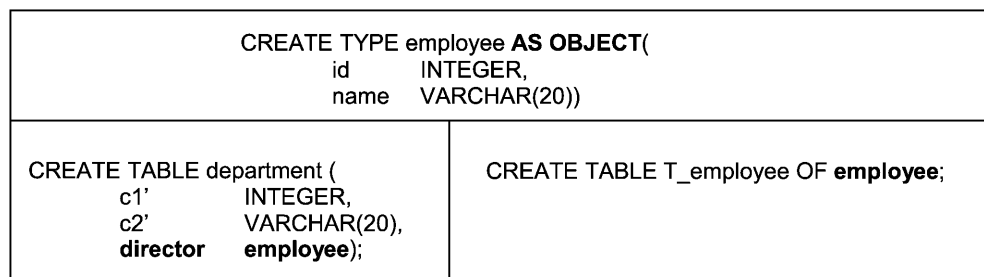 CREATE TYPE employee AS OBJECT(
id INTEGER,
name VARCHAR(20))
CREATE TABLE department (
c1’ INTEGER,
c2’ VARCHAR(20),
director employee);
CREATE TABLE T_employee OF employee;